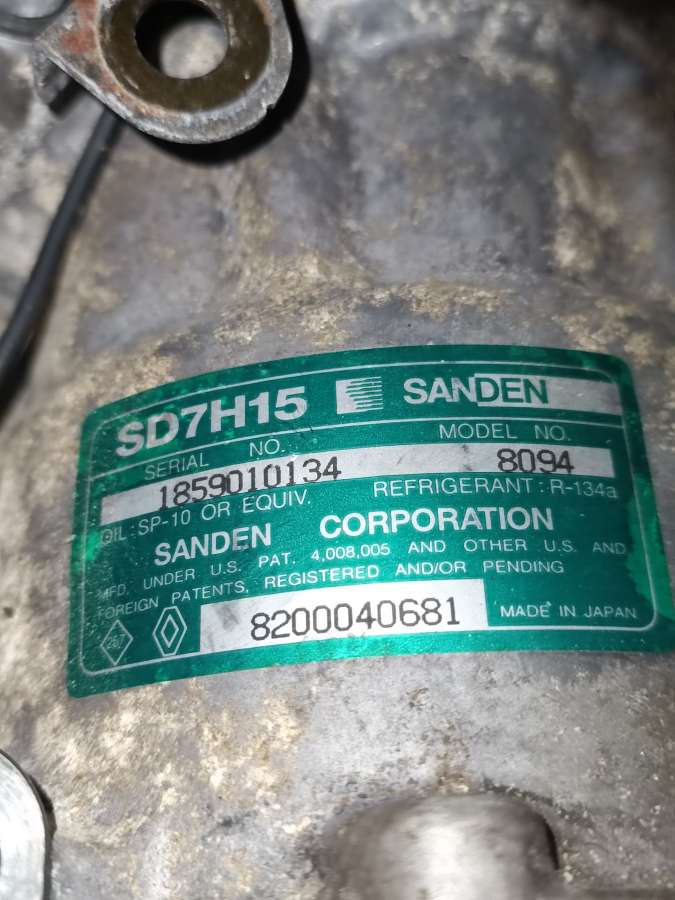 SD7H15 SANDEN
SERIAL NO. MODEL NO.
1859010134 8094
OIL:SP-10 OR EQUIV. REFRIGERANT:R-134a
SANDEN CORPORATION
MFD. UNDER U.S. PAT. 4,008,005 AND OTHER U.S. AND
FOREIGN PATENTS, REGISTERED AND/OR PENDING
8200040681 MADE IN JAPAN